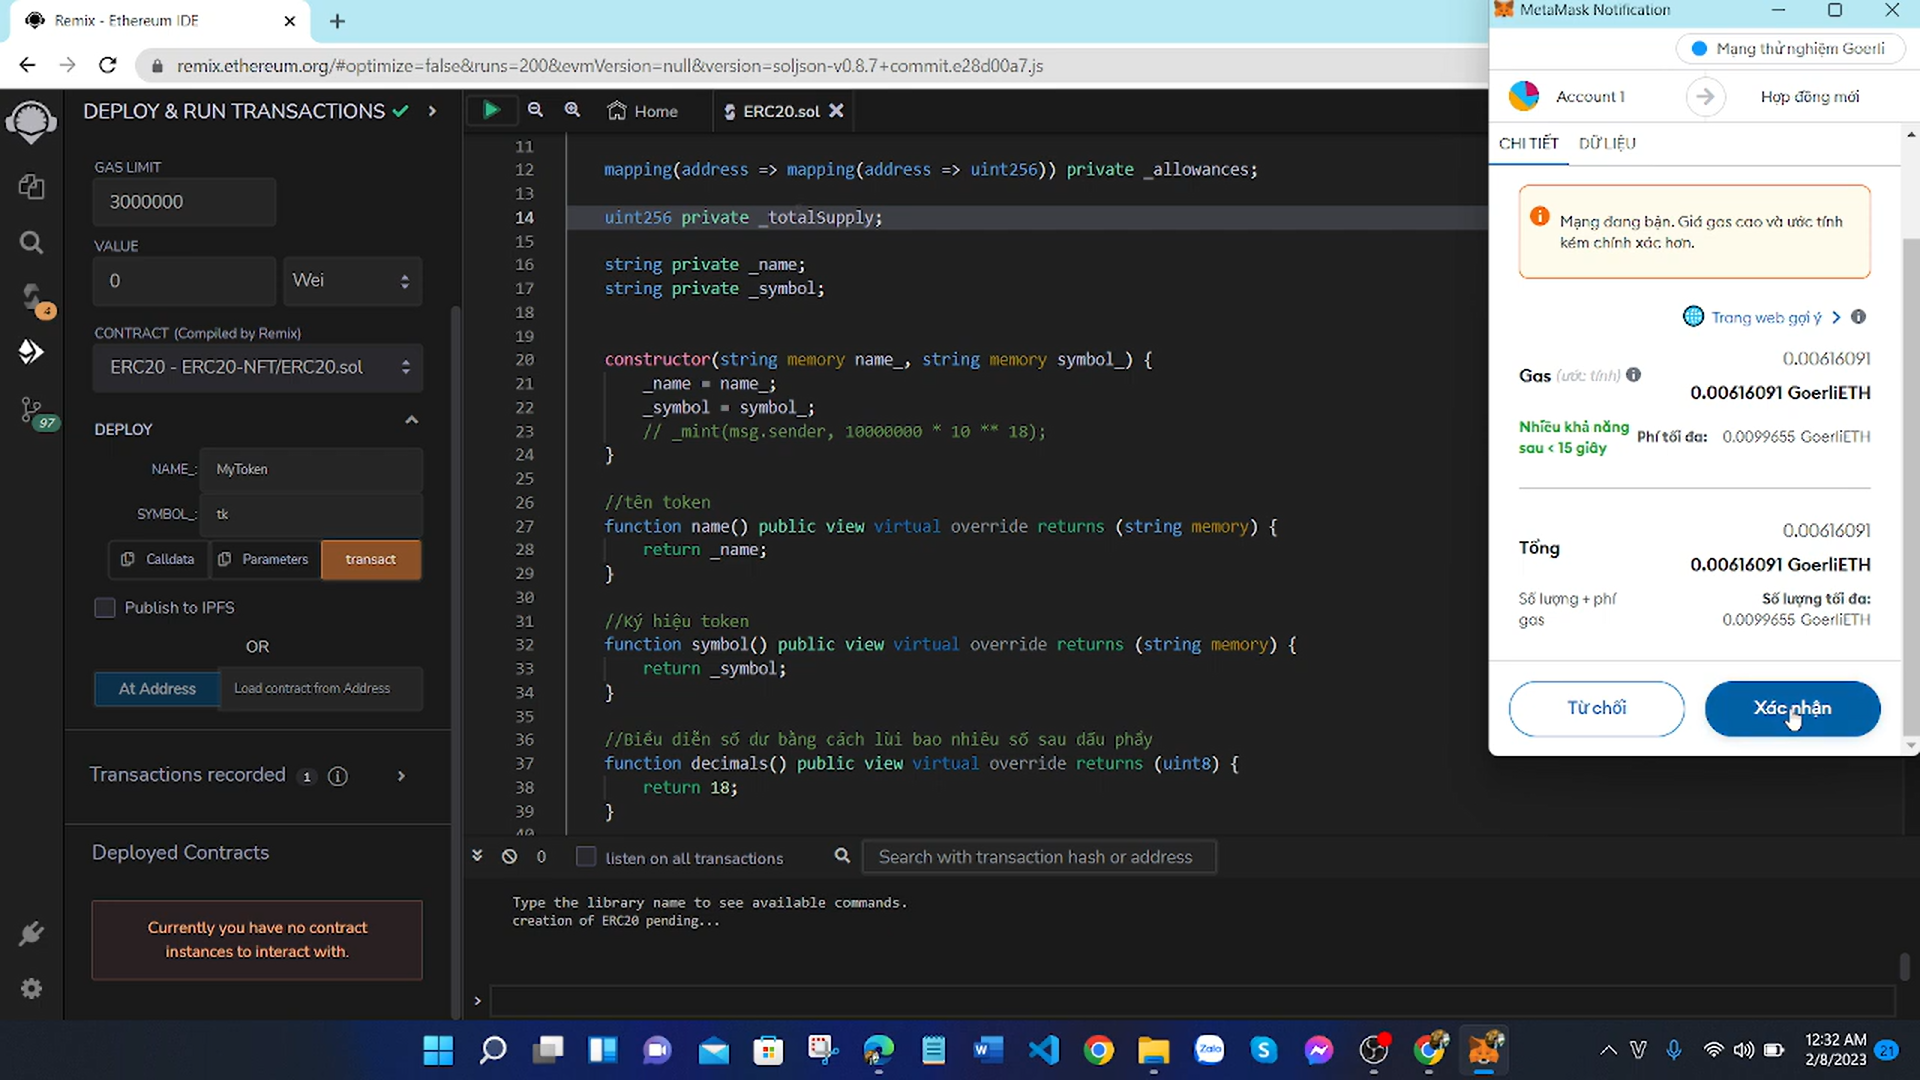 Remix - Ethereum IDE
remix.ethereum.org/#optimize=false&runs=200&evmVersion=null&version=soljson-v0.8.7+commit.e28d00a7.js
DEPLOY & RUN TRANSACTIONS
GAS LIMIT
3000000
VALUE
0
Wei
CONTRACT (Compiled by Remix)
ERC20 - ERC20-NFT/ERC20.sol
4
97
DEPLOY
NAME_:
MyToken
SYMBOL_:
tk
Calldata
Parameters
transact
Publish to IPFS
OR
At Address
Load contract from Address
Transactions recorded 1 i
Deployed Contracts
Currently you have no contract
instances to interact with.
Home
ERC20.sol
11
12 mapping(address => mapping(address => uint256)) private _allowances;
13
14 uint256 private _totalSupply;
15
16 string private _name;
17 string private _symbol;
18
19
20 constructor(string memory name_, string memory symbol_) {
21 _name = name_;
22 _symbol = symbol_;
23 // _mint(msg.sender, 10000000 * 10 ** 18);
24 }
25
26 //tên token
27 function name() public view virtual override returns (string memory) {
28 return _name;
29 }
30
31 //Ký hiệu token
32 function symbol() public view virtual override returns (string memory) {
33 return _symbol;
34 }
35
36 //Biểu diễn số dư bằng cách lùi bao nhiêu số sau dấu phẩy
37 function decimals() public view virtual override returns (uint8) {
38 return 18;
39 }
40
0
listen on all transactions
Search with transaction hash or address
Type the library name to see available commands.
creation of ERC20 pending...
>
MetaMask Notification
Mạng thử nghiệm Goerli
Account 1
Hợp đồng mới
CHI TIẾT
DỮ LIỆU
Mạng đang bận. Giá gas cao và ước tính
kém chính xác hơn.
Trang web gợi ý
0.00616091
Gas (ước tính)
0.00616091 GoerliETH
Nhiều khả năng
sau < 15 giây
Phí tối đa: 0.0099655 GoerliETH
0.00616091
Tổng
0.00616091 GoerliETH
Số lượng + phí
gas
Số lượng tối đa:
0.0099655 GoerliETH
Từ chối
Xác nhận
Zalo
12:32 AM
2/8/2023
21